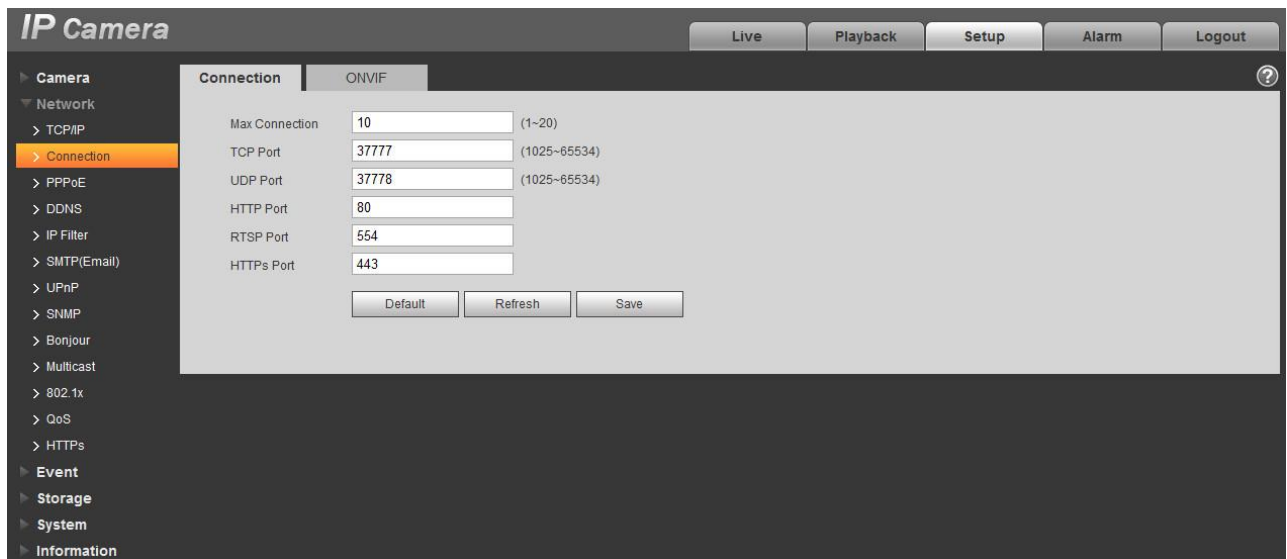 IP Camera
Live Playback Setup Alarm Logout
Camera
Network
TCP/IP
Connection
PPPoE
DDNS
IP Filter
SMTP(Email)
UPnP
SNMP
Bonjour
Multicast
802.1x
QoS
HTTPs
Event
Storage
System
Information
Connection ONVIF
?
Max Connection 10 (1~20)
TCP Port 37777 (1025~65534)
UDP Port 37778 (1025~65534)
HTTP Port 80
RTSP Port 554
HTTPs Port 443
Default Refresh Save